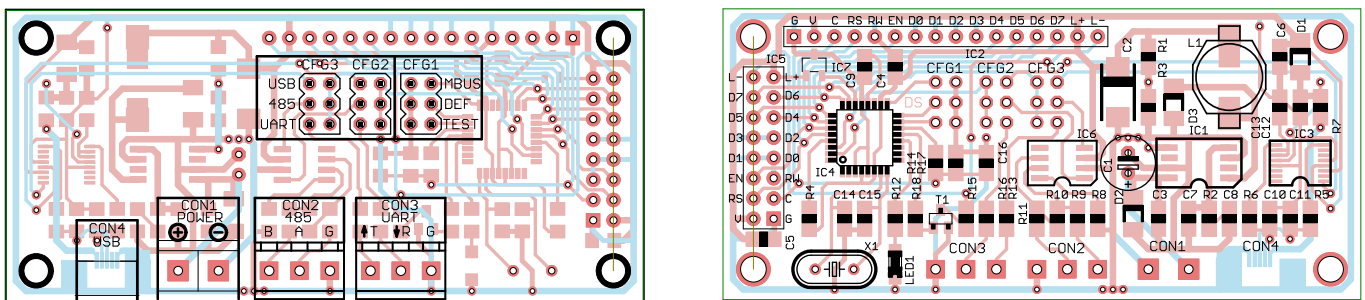 CFG3 CFG2 CFG1
USB MBUS
485 DEF
UART TEST
CON1
POWER
CON2
485
CON3
UART
CON4
USB
B A G
T R G
G V C RS RW EN D0 D1 D2 D3 D4 D5 D6 D7 L+ L-
IC5 IC7 C9 C4 IC2
CFG1 CFG2 CFG3
C2 R1 R3 L1 C6 D1
L- L+
D7 D6
D5 D4
D3 D2
D1 D0
EN RW
RS C
V G
DS
D3 IC1 C13 C12 IC3 R7
IC4 R14 R17 C16 IC6 C1
R4 C14 C15 R12 R18 T1 R15 R16 R13 R11 R10 R9 R8 D2 C3 C7 R2 C8 R6 C10 C11 R5
C5 X1 LED1 CON3 CON2 CON1 CON4